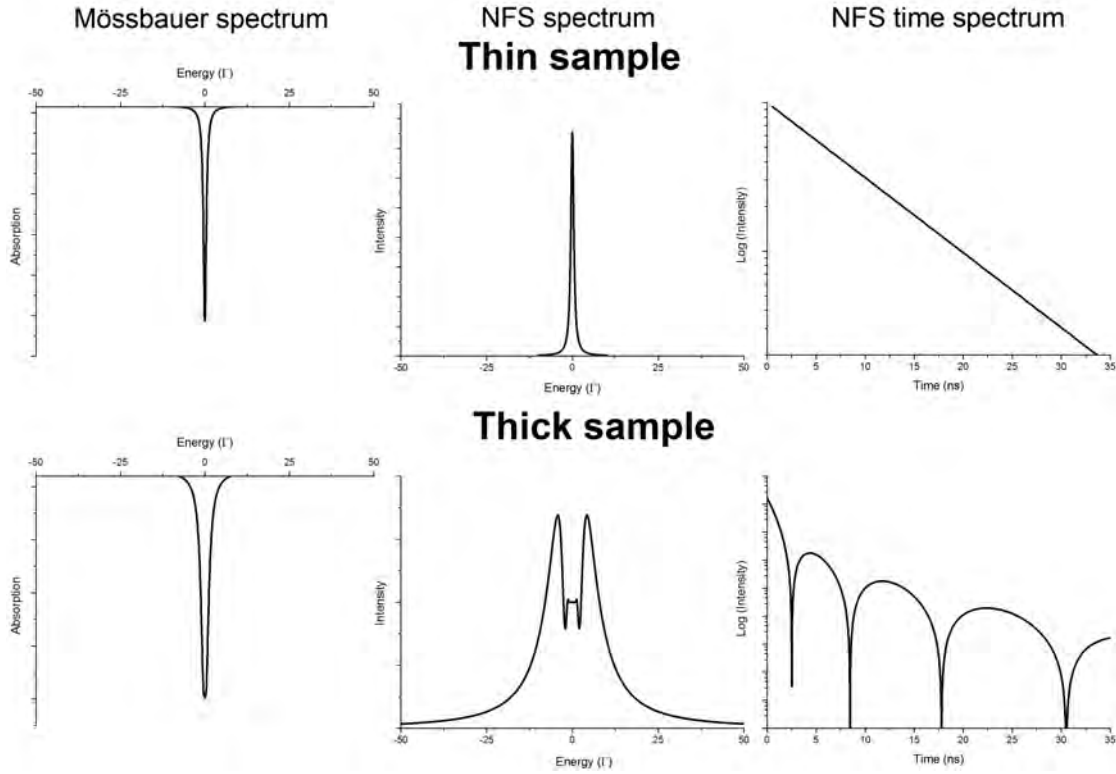 Mössbauer spectrum
NFS spectrum
NFS time spectrum
Thin sample
Energy (Γ)
-50 -25 0 25 50
Absorption
Intensity
-50 -25 0 25 50
Energy (Γ)
Log (Intensity)
0 5 10 15 20 25 30 35
Time (ns)
Thick sample
Energy (Γ)
-50 -25 0 25 50
Absorption
Intensity
-50 -25 0 25 50
Energy (Γ)
Log (Intensity)
0 5 10 15 20 25 30 35
Time (ns)